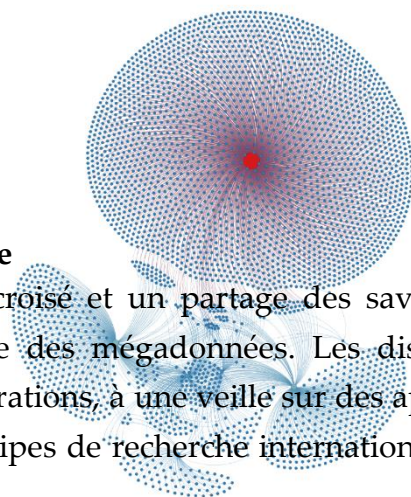 e
croisé et un partage des sav
e des mégadonnées. Les dis
rations, à une veille sur des ap
ipes de recherche internation